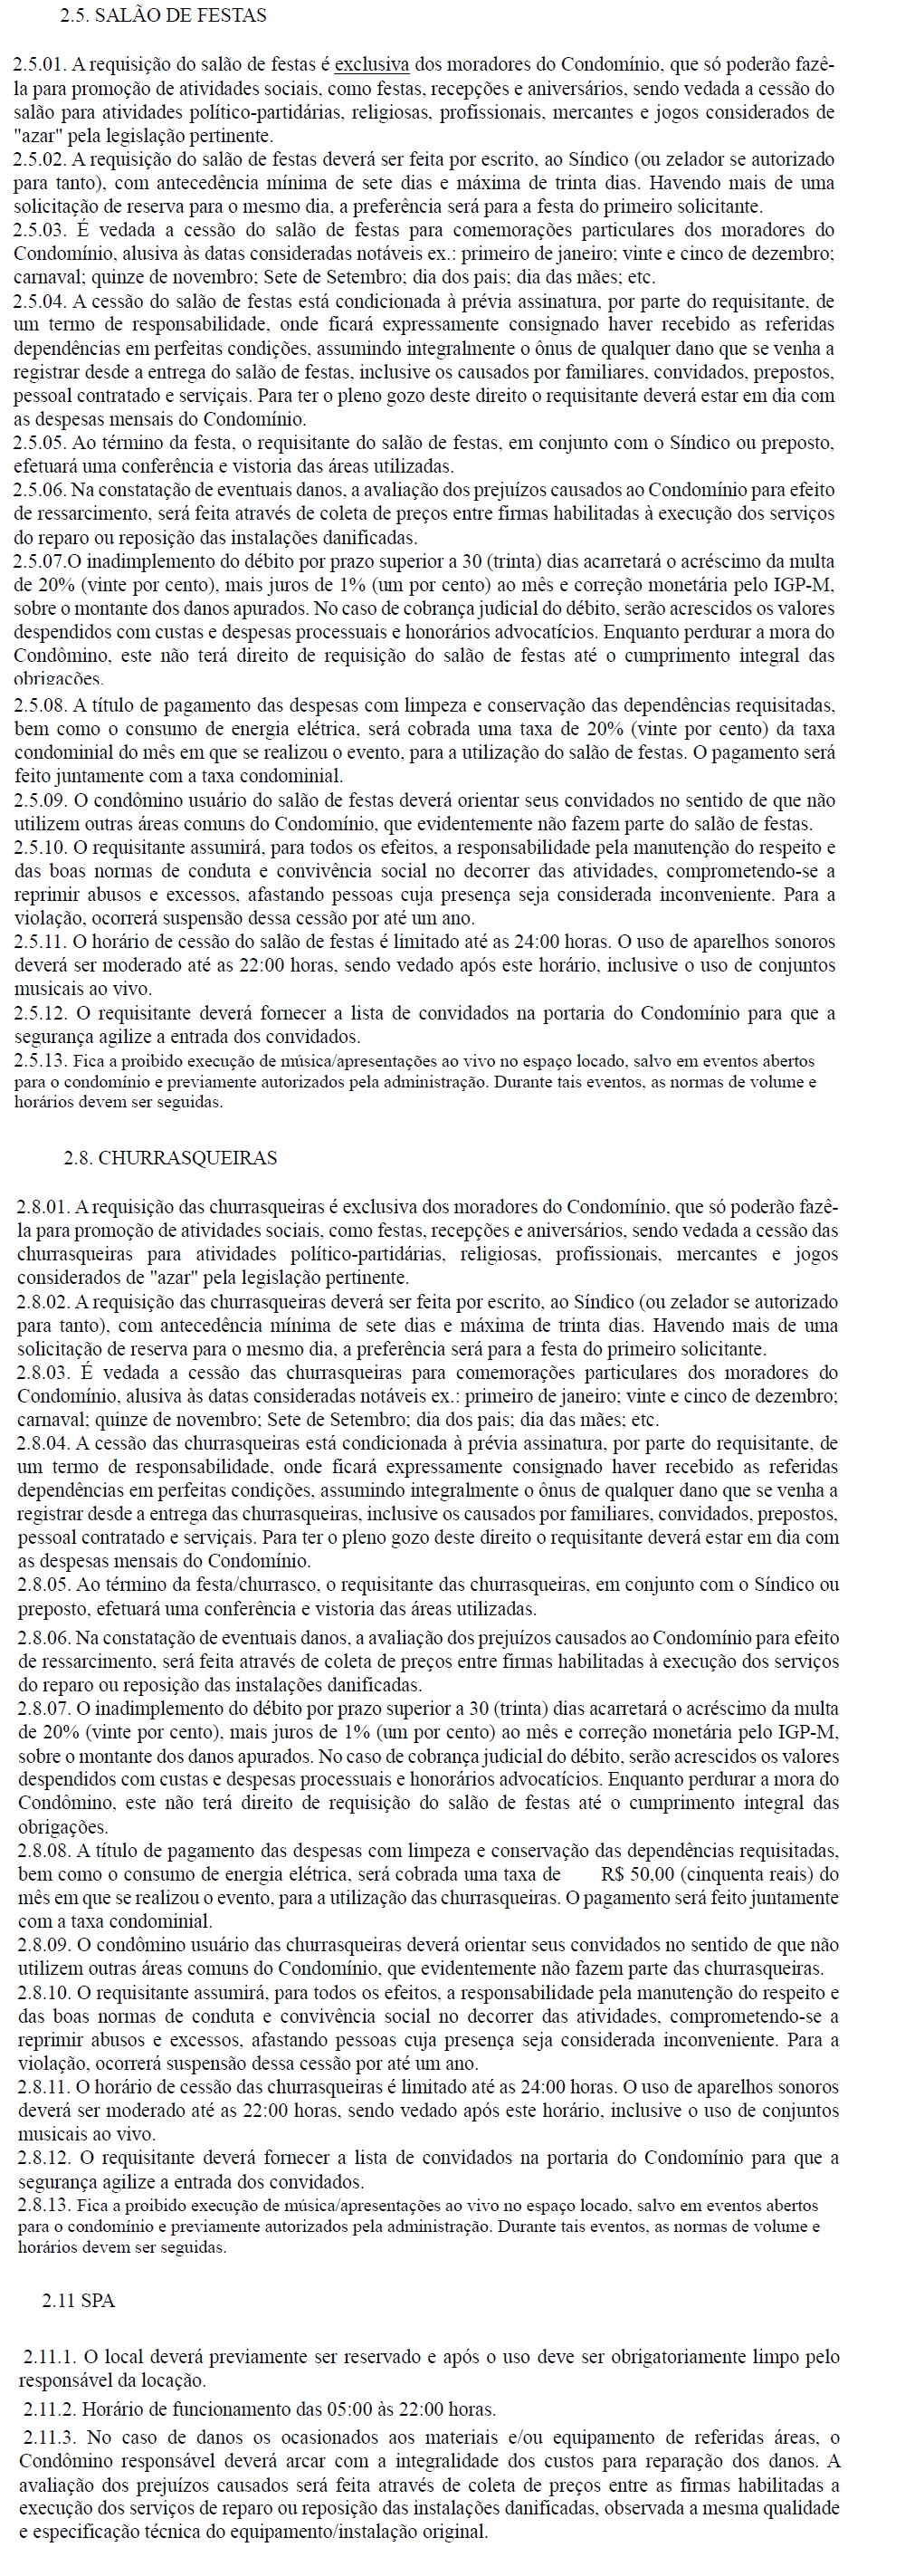 2.5. SALÃO DE FESTAS
2.5.01. A requisição do salão de festas é exclusiva dos moradores do Condomínio, que só poderão fazê-
la para promoção de atividades sociais, como festas, recepções e aniversários, sendo vedada a cessão do
salão para atividades político-partidárias, religiosas, profissionais, mercantes e jogos considerados de
"azar" pela legislação pertinente.
2.5.02. A requisição do salão de festas deverá ser feita por escrito, ao Síndico (ou zelador se autorizado
para tanto), com antecedência mínima de sete dias e máxima de trinta dias. Havendo mais de uma
solicitação de reserva para o mesmo dia, a preferência será para a festa do primeiro solicitante.
2.5.03. É vedada a cessão do salão de festas para comemorações particulares dos moradores do
Condomínio, alusiva às datas consideradas notáveis ex.: primeiro de janeiro; vinte e cinco de dezembro;
carnaval; quinze de novembro; Sete de Setembro; dia dos pais; dia das mães; etc.
2.5.04. A cessão do salão de festas está condicionada à prévia assinatura, por parte do requisitante, de
um termo de responsabilidade, onde ficará expressamente consignado haver recebido as referidas
dependências em perfeitas condições, assumindo integralmente o ônus de qualquer dano que se venha a
registrar desde a entrega do salão de festas, inclusive os causados por familiares, convidados, prepostos,
pessoal contratado e serviçais. Para ter o pleno gozo deste direito o requisitante deverá estar em dia com
as despesas mensais do Condomínio.
2.5.05. Ao término da festa, o requisitante do salão de festas, em conjunto com o Síndico ou preposto,
efetuará uma conferência e vistoria das áreas utilizadas.
2.5.06. Na constatação de eventuais danos, a avaliação dos prejuízos causados ao Condomínio para efeito
de ressarcimento, será feita através de coleta de preços entre firmas habilitadas à execução dos serviços
do reparo ou reposição das instalações danificadas.
2.5.07.O inadimplemento do débito por prazo superior a 30 (trinta) dias acarretará o acréscimo da multa
de 20% (vinte por cento), mais juros de 1% (um por cento) ao mês e correção monetária pelo IGP-M,
sobre o montante dos danos apurados. No caso de cobrança judicial do débito, serão acrescidos os valores
despendidos com custas e despesas processuais e honorários advocatícios. Enquanto perdurar a mora do
Condômino, este não terá direito de requisição do salão de festas até o cumprimento integral das
obrigações.
2.5.08. A título de pagamento das despesas com limpeza e conservação das dependências requisitadas,
bem como o consumo de energia elétrica, será cobrada uma taxa de 20% (vinte por cento) da taxa
condominial do mês em que se realizou o evento, para a utilização do salão de festas. O pagamento será
feito juntamente com a taxa condominial.
2.5.09. O condômino usuário do salão de festas deverá orientar seus convidados no sentido de que não
utilizem outras áreas comuns do Condomínio, que evidentemente não fazem parte do salão de festas.
2.5.10. O requisitante assumirá, para todos os efeitos, a responsabilidade pela manutenção do respeito e
das boas normas de conduta e convivência social no decorrer das atividades, comprometendo-se a
reprimir abusos e excessos, afastando pessoas cuja presença seja considerada inconveniente. Para a
violação, ocorrerá suspensão dessa cessão por até um ano.
2.5.11. O horário de cessão do salão de festas é limitado até as 24:00 horas. O uso de aparelhos sonoros
deverá ser moderado até as 22:00 horas, sendo vedado após este horário, inclusive o uso de conjuntos
musicais ao vivo.
2.5.12. O requisitante deverá fornecer a lista de convidados na portaria do Condomínio para que a
segurança agilize a entrada dos convidados.
2.5.13. Fica a proibido execução de música/apresentações ao vivo no espaço locado, salvo em eventos abertos
para o condomínio e previamente autorizados pela administração. Durante tais eventos, as normas de volume e
horários devem ser seguidas.
2.8. CHURRASQUEIRAS
2.8.01. A requisição das churrasqueiras é exclusiva dos moradores do Condomínio, que só poderão fazê-
la para promoção de atividades sociais, como festas, recepções e aniversários, sendo vedada a cessão das
churrasqueiras para atividades político-partidárias, religiosas, profissionais, mercantes e jogos
considerados de "azar" pela legislação pertinente.
2.8.02. A requisição das churrasqueiras deverá ser feita por escrito, ao Síndico (ou zelador se autorizado
para tanto), com antecedência mínima de sete dias e máxima de trinta dias. Havendo mais de uma
solicitação de reserva para o mesmo dia, a preferência será para a festa do primeiro solicitante.
2.8.03. É vedada a cessão das churrasqueiras para comemorações particulares dos moradores do
Condomínio, alusiva às datas consideradas notáveis ex.: primeiro de janeiro; vinte e cinco de dezembro;
carnaval; quinze de novembro; Sete de Setembro; dia dos pais; dia das mães; etc.
2.8.04. A cessão das churrasqueiras está condicionada à prévia assinatura, por parte do requisitante, de
um termo de responsabilidade, onde ficará expressamente consignado haver recebido as referidas
dependências em perfeitas condições, assumindo integralmente o ônus de qualquer dano que se venha a
registrar desde a entrega das churrasqueiras, inclusive os causados por familiares, convidados, prepostos,
pessoal contratado e serviçais. Para ter o pleno gozo deste direito o requisitante deverá estar em dia com
as despesas mensais do Condomínio.
2.8.05. Ao término da festa/churrasco, o requisitante das churrasqueiras, em conjunto com o Síndico ou
preposto, efetuará uma conferência e vistoria das áreas utilizadas.
2.8.06. Na constatação de eventuais danos, a avaliação dos prejuízos causados ao Condomínio para efeito
de ressarcimento, será feita através de coleta de preços entre firmas habilitadas à execução dos serviços
do reparo ou reposição das instalações danificadas.
2.8.07. O inadimplemento do débito por prazo superior a 30 (trinta) dias acarretará o acréscimo da multa
de 20% (vinte por cento), mais juros de 1% (um por cento) ao mês e correção monetária pelo IGP-M,
sobre o montante dos danos apurados. No caso de cobrança judicial do débito, serão acrescidos os valores
despendidos com custas e despesas processuais e honorários advocatícios. Enquanto perdurar a mora do
Condômino, este não terá direito de requisição do salão de festas até o cumprimento integral das
obrigações.
2.8.08. A título de pagamento das despesas com limpeza e conservação das dependências requisitadas,
bem como o consumo de energia elétrica, será cobrada uma taxa de R$ 50,00 (cinquenta reais) do
mês em que se realizou o evento, para a utilização das churrasqueiras. O pagamento será feito juntamente
com a taxa condominial.
2.8.09. O condômino usuário das churrasqueiras deverá orientar seus convidados no sentido de que não
utilizem outras áreas comuns do Condomínio, que evidentemente não fazem parte das churrasqueiras.
2.8.10. O requisitante assumirá, para todos os efeitos, a responsabilidade pela manutenção do respeito e
das boas normas de conduta e convivência social no decorrer das atividades, comprometendo-se a
reprimir abusos e excessos, afastando pessoas cuja presença seja considerada inconveniente. Para a
violação, ocorrerá suspensão dessa cessão por até um ano.
2.8.11. O horário de cessão das churrasqueiras é limitado até as 24:00 horas. O uso de aparelhos sonoros
deverá ser moderado até as 22:00 horas, sendo vedado após este horário, inclusive o uso de conjuntos
musicais ao vivo.
2.8.12. O requisitante deverá fornecer a lista de convidados na portaria do Condomínio para que a
segurança agilize a entrada dos convidados.
2.8.13. Fica a proibido execução de música/apresentações ao vivo no espaço locado, salvo em eventos abertos
para o condomínio e previamente autorizados pela administração. Durante tais eventos, as normas de volume e
horários devem ser seguidas.
2.11 SPA
2.11.1. O local deverá previamente ser reservado e após o uso deve ser obrigatoriamente limpo pelo
responsável da locação.
2.11.2. Horário de funcionamento das 05:00 às 22:00 horas.
2.11.3. No caso de danos os ocasionados aos materiais e/ou equipamento de referidas áreas, o
Condômino responsável deverá arcar com a integralidade dos custos para reparação dos danos. A
avaliação dos prejuízos causados será feita através de coleta de preços entre as firmas habilitadas a
execução dos serviços de reparo ou reposição das instalações danificadas, observada a mesma qualidade
e especificação técnica do equipamento/instalação original.